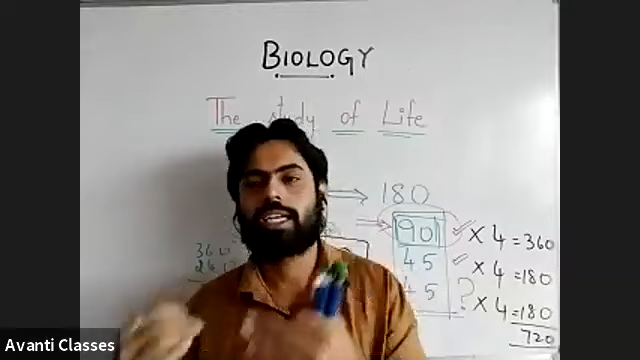 BIOLOGY
The study of Life
180
90 x 4 = 360
45 x 4 = 180
45 ? x 4 = 180
720
Avanti Classes